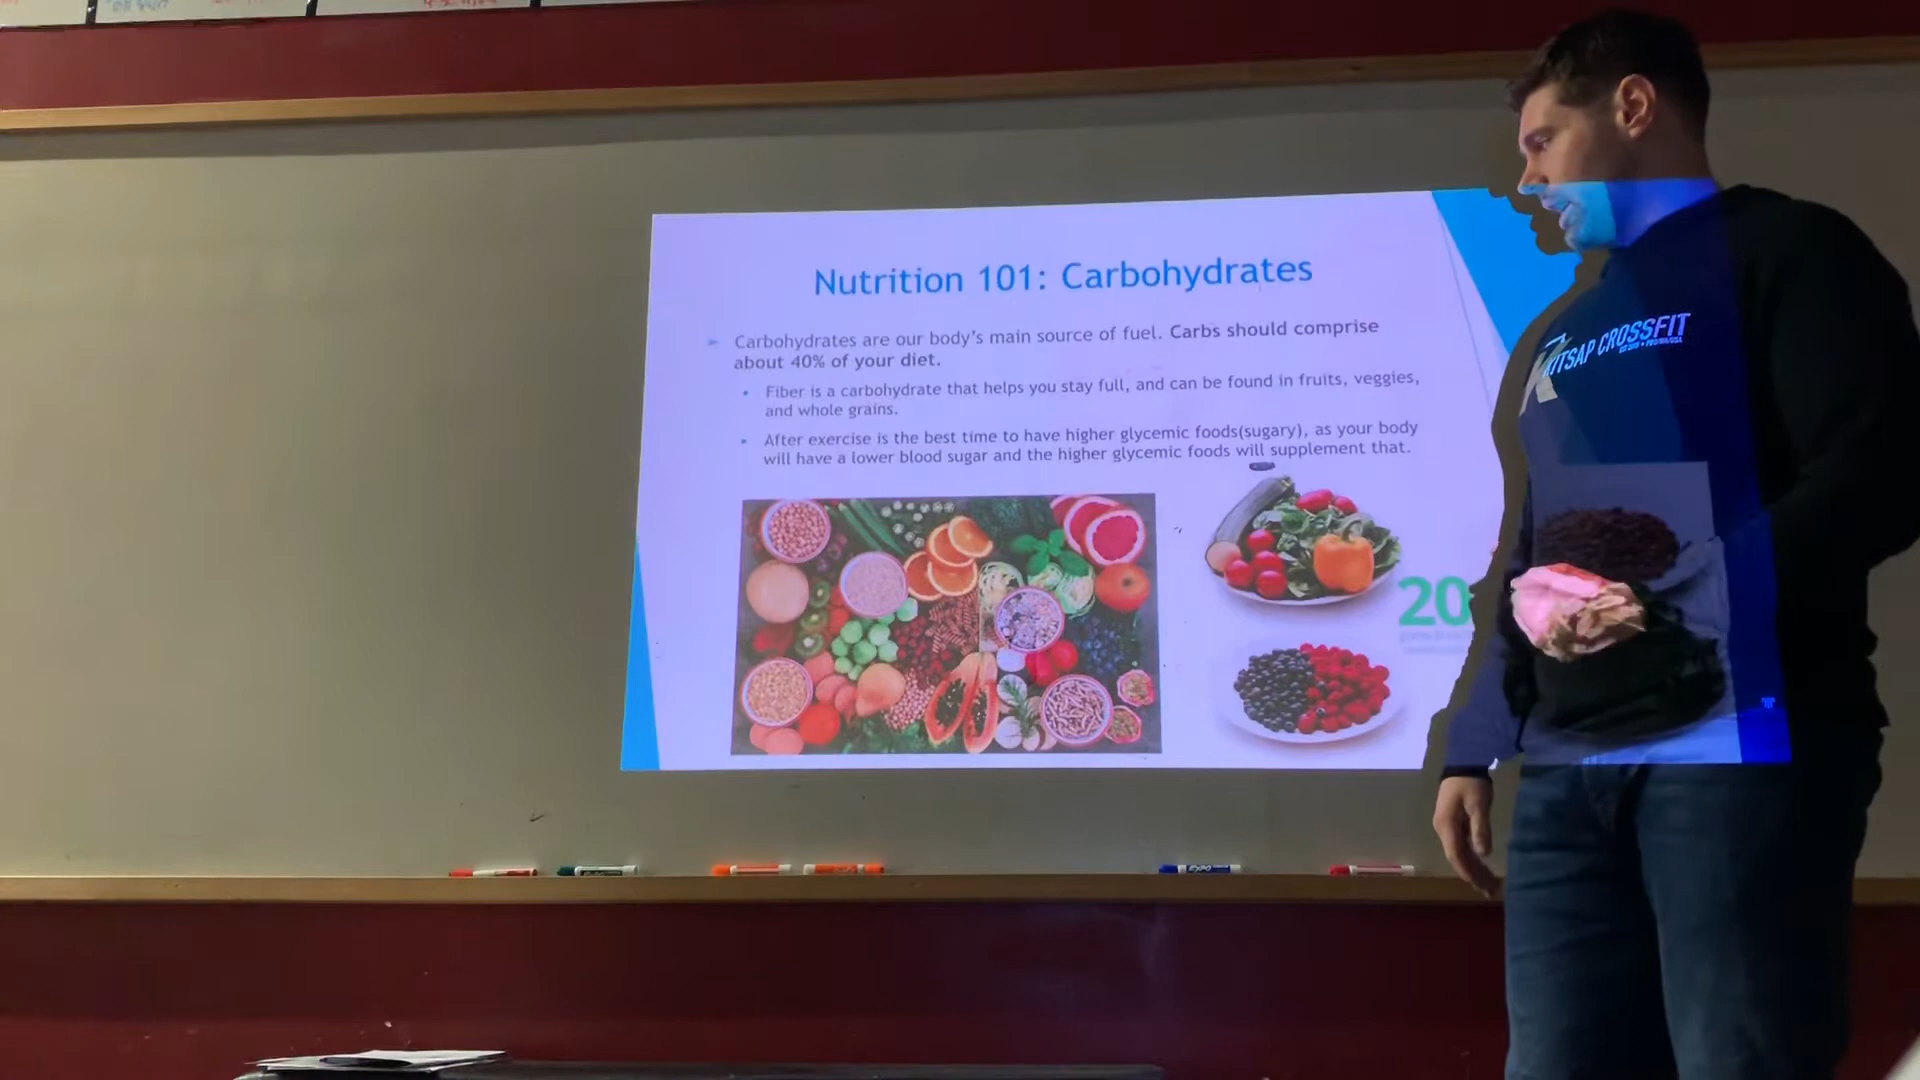 Nutrition 101: Carbohydrates
Carbohydrates are our body's main source of fuel. Carbs should comprise
about 40% of your diet.
Fiber is a carbohydrate that helps you stay full, and can be found in fruits, veggies,
and whole grains.
After exercise is the best time to have higher glycemic foods(sugary), as your body
will have a lower blood sugar and the higher glycemic foods will supplement that.
20
KITSAP CROSSFIT